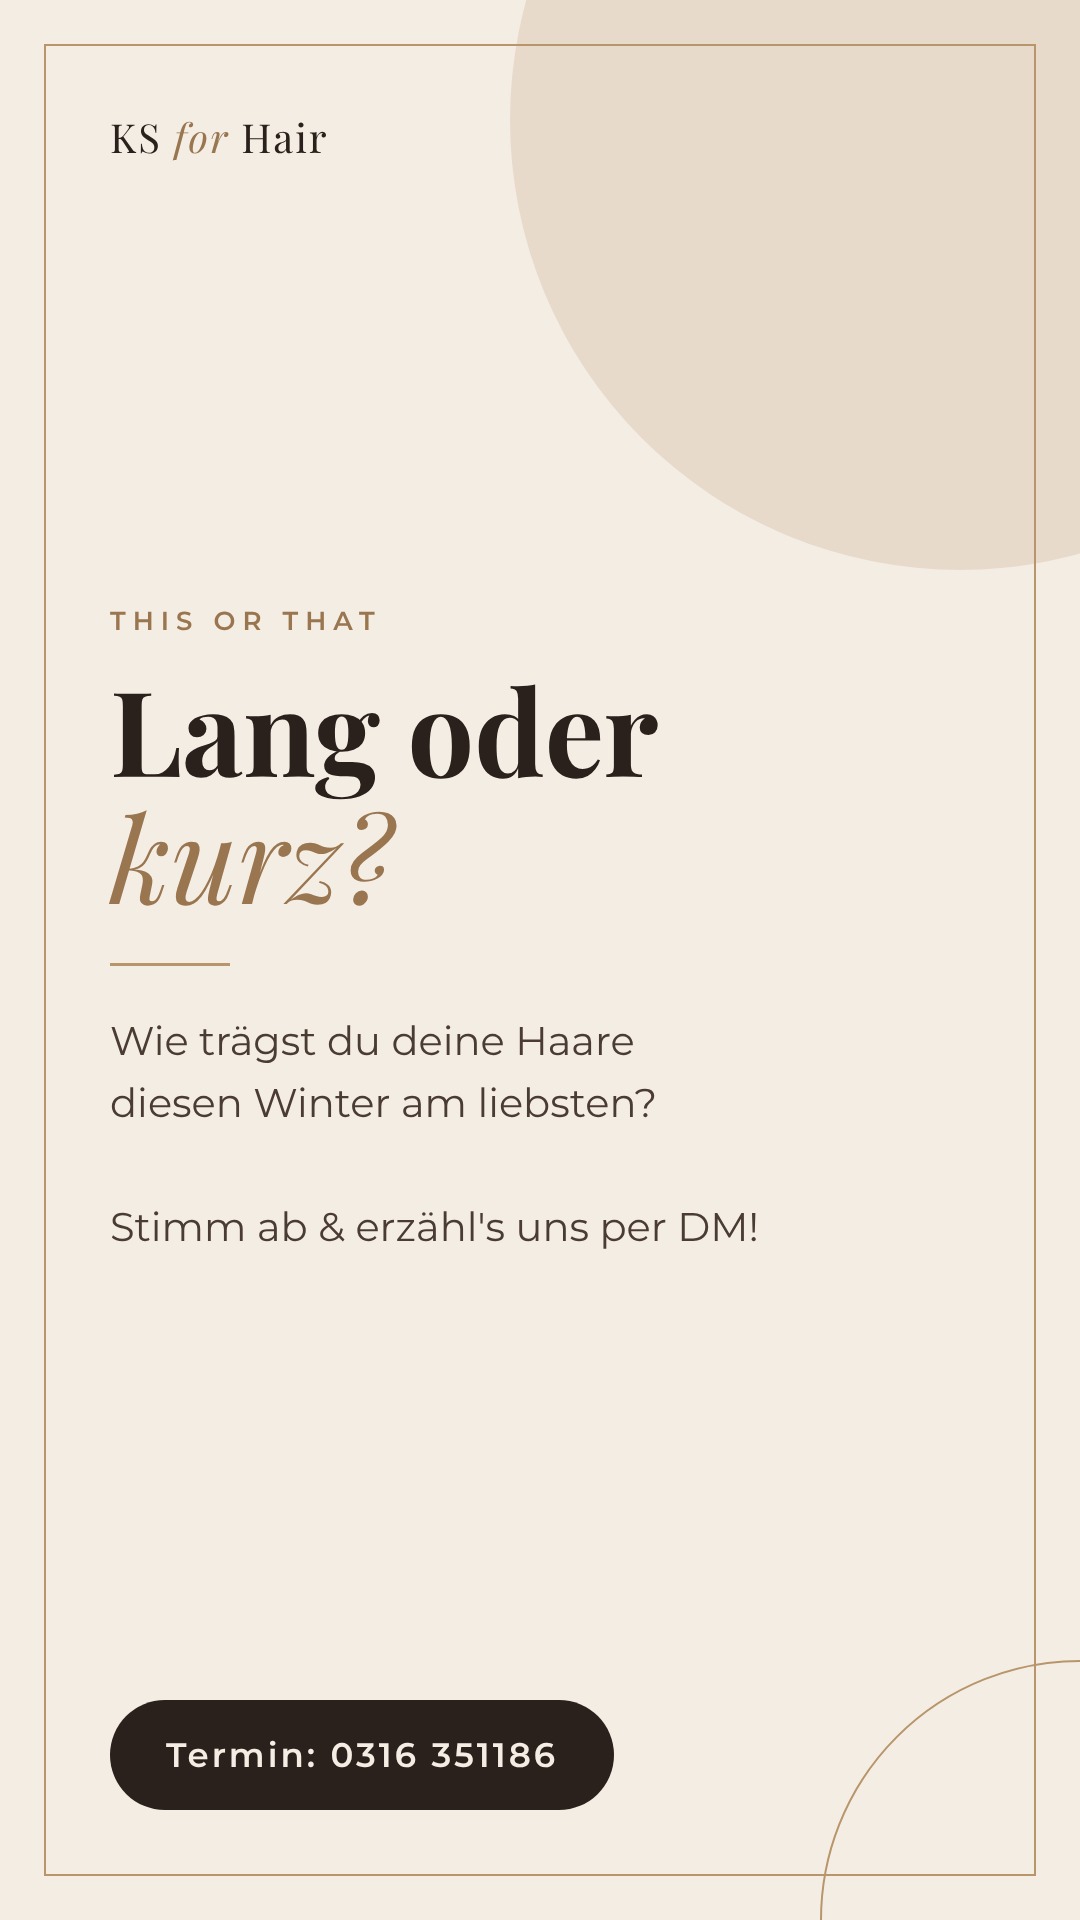 KS for Hair
THIS OR THAT
Lang oder
kurz?
Wie trägst du deine Haare
diesen Winter am liebsten?
Stimm ab & erzähl's uns per DM!
Termin: 0316 351186